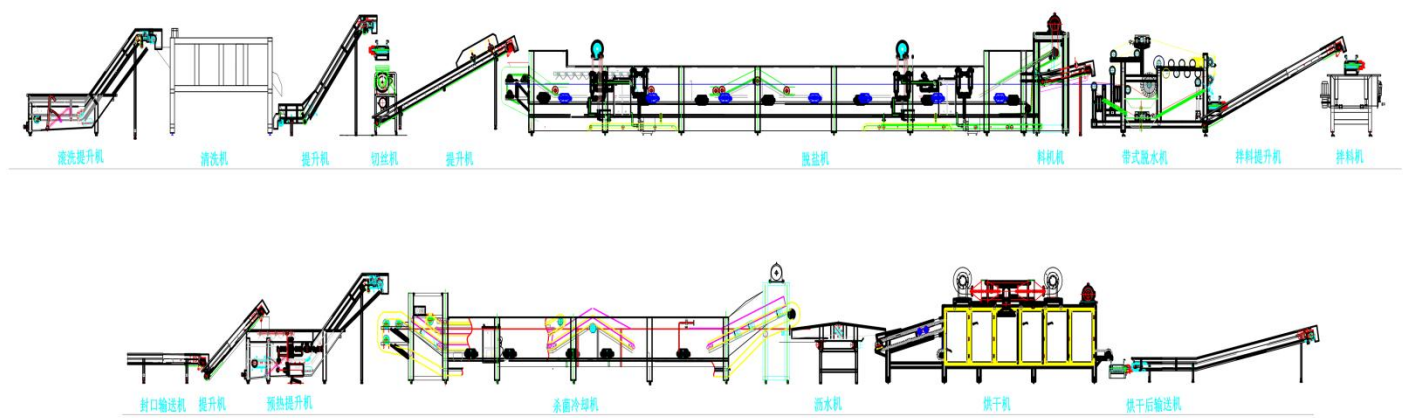 清洗提升机
清洗机
提升机
切丝机
提升机
脱盐机
料机机
带式脱水机
拌料提升机
拌料机
封口输送机
提升机
预热提升机
杀菌冷却机
沥水机
烘干机
烘干后输送机